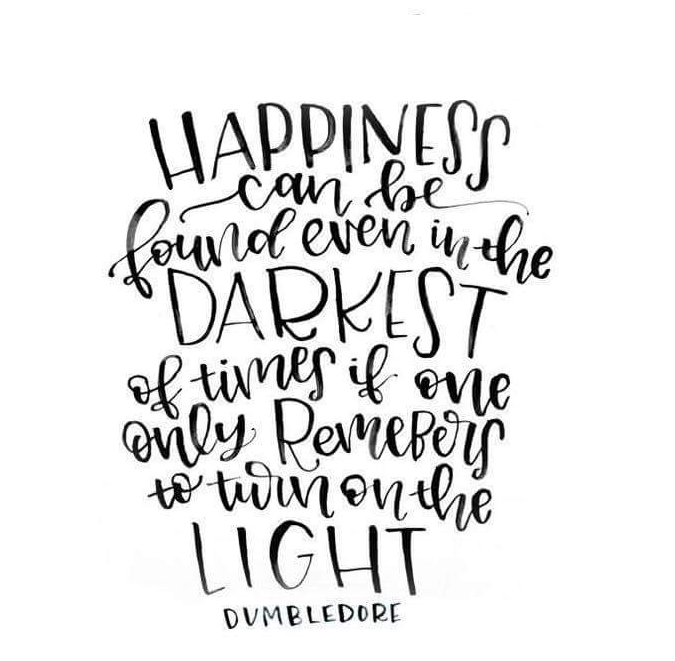 HAPPINESS
can be
found even in the
DARKEST
of times if one
only Remebers
to turn on the
LIGHT
DUMBLEDORE